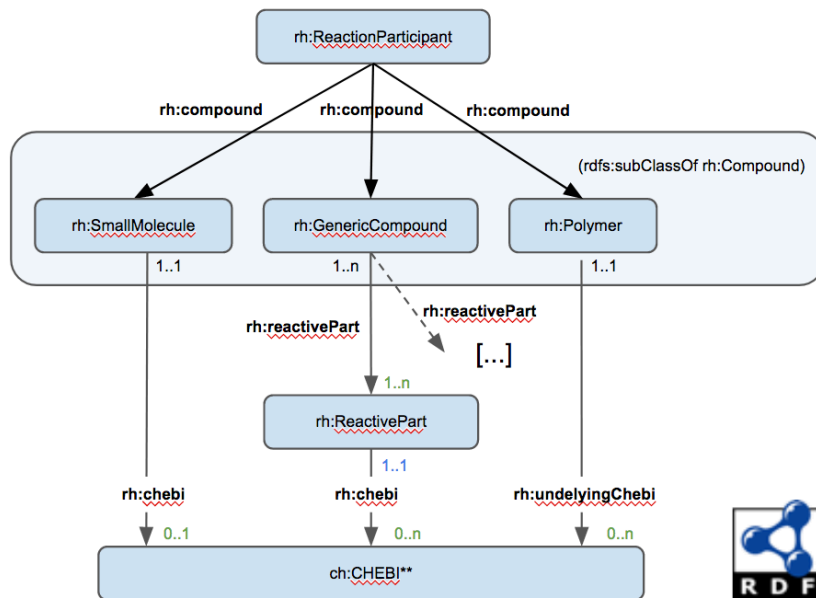 rh:ReactionParticipant
rh:compound rh:compound rh:compound
(rdfs:subClassOf rh:Compound)
rh:SmallMolecule rh:GenericCompound rh:Polymer
1..1 1..n 1..1
rh:reactivePart
rh:reactivePart
[...]
1..n
rh:ReactivePart
1..1
rh:chebi rh:chebi rh:undelyingChebi
0..1 0..n 0..n
ch:CHEBI**
RDF